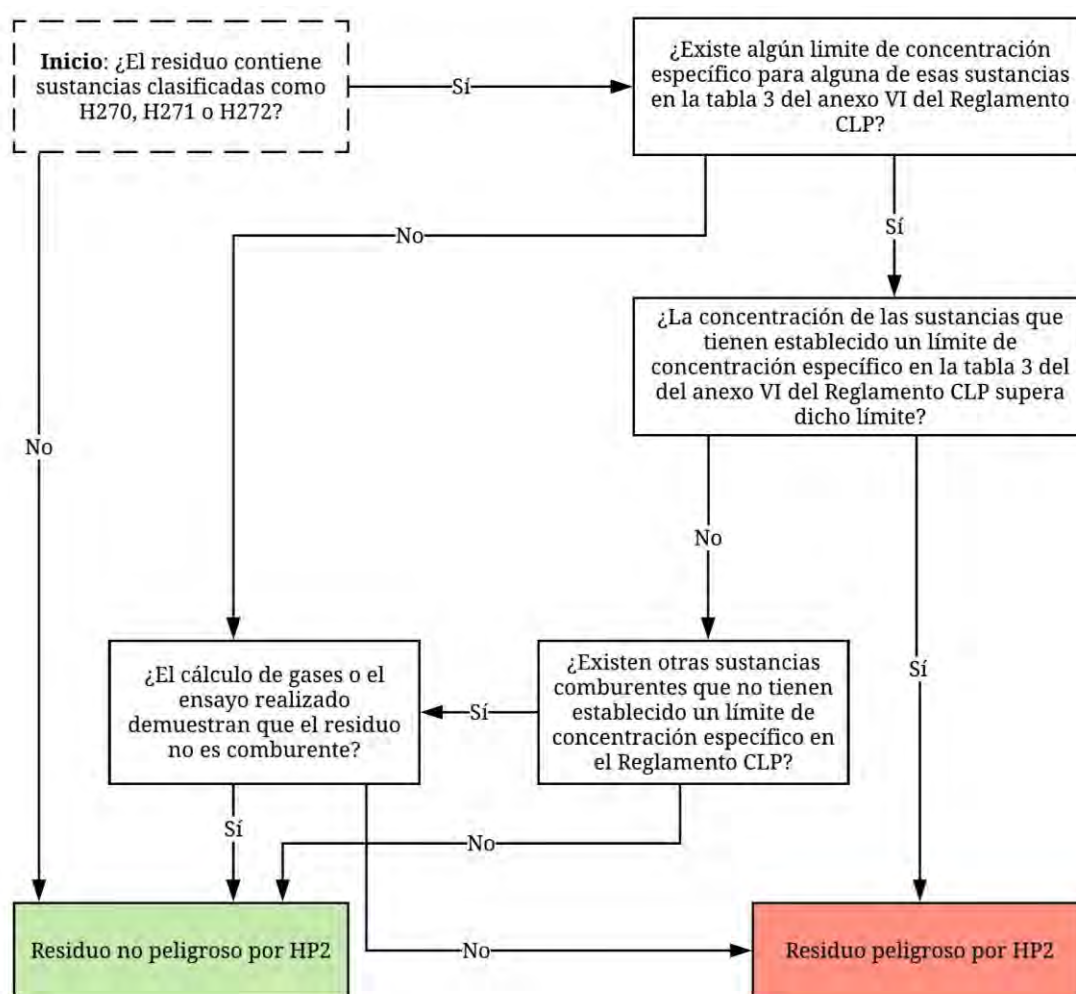 Inicio: ¿El residuo contiene
sustancias clasificadas como
H270, H271 o H272?
Sí
¿Existe algún limite de concentración
específico para alguna de esas sustancias
en la tabla 3 del anexo VI del Reglamento
CLP?
No
Sí
¿La concentración de las sustancias que
tienen establecido un límite de
concentración específico en la tabla 3 del
del anexo VI del Reglamento CLP supera
dicho límite?
No
No
Sí
¿El cálculo de gases o el
ensayo realizado
demuestran que el residuo
no es comburente?
Sí
¿Existen otras sustancias
comburentes que no tienen
establecido un límite de
concentración específico en
el Reglamento CLP?
Sí
No
No
Residuo no peligroso por HP2
Residuo peligroso por HP2